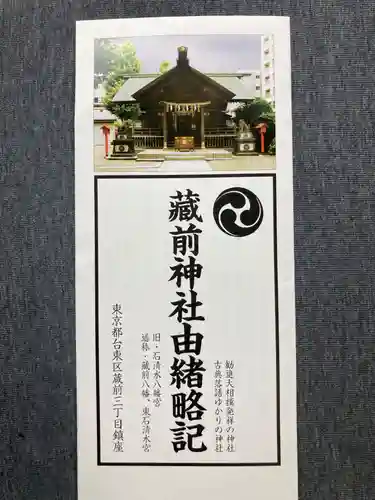 勧進大相撲発祥の神社
古典落語ゆかりの神社
藏前神社由緒略記
旧・石清水八幡宮
通称・藏前八幡、東石清水宮
東京都台東区蔵前三丁目鎮座